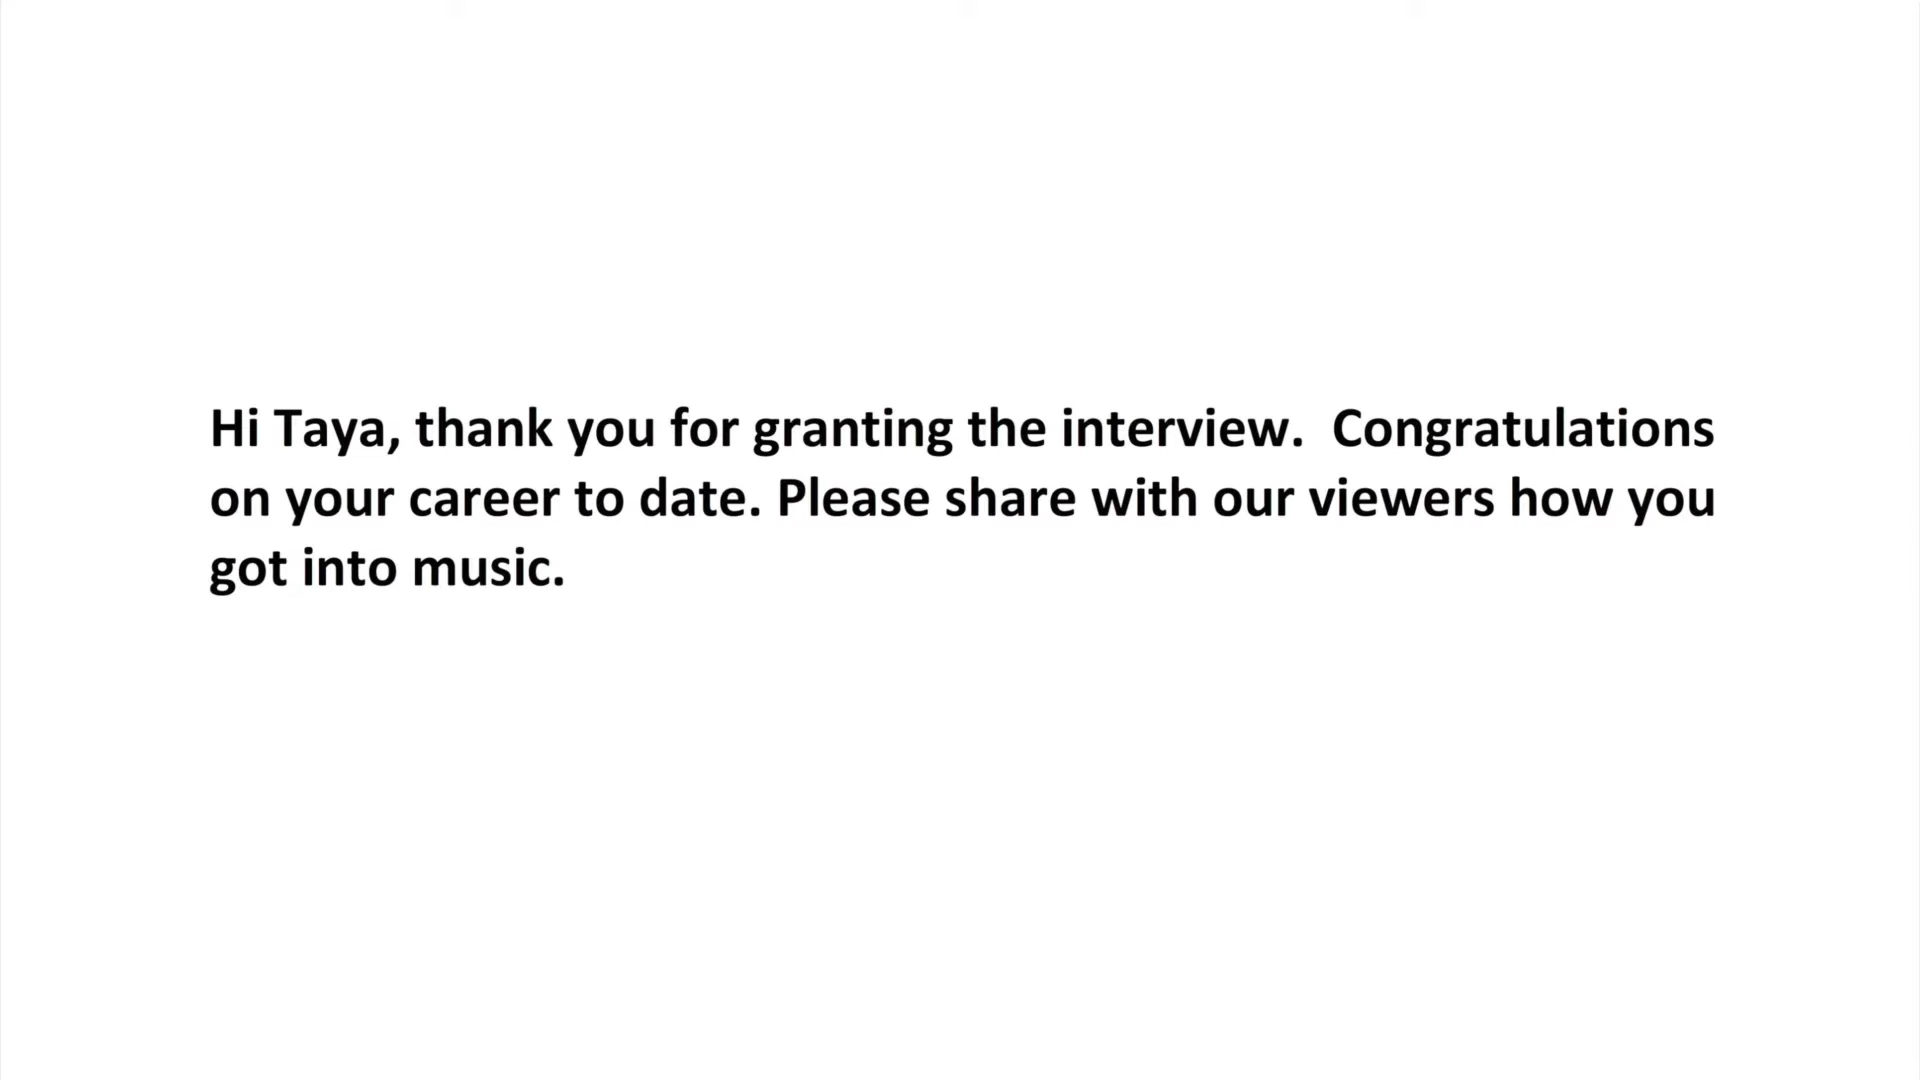 Hi Taya, thank you for granting the interview.  Congratulations
on your career to date. Please share with our viewers how you
got into music.